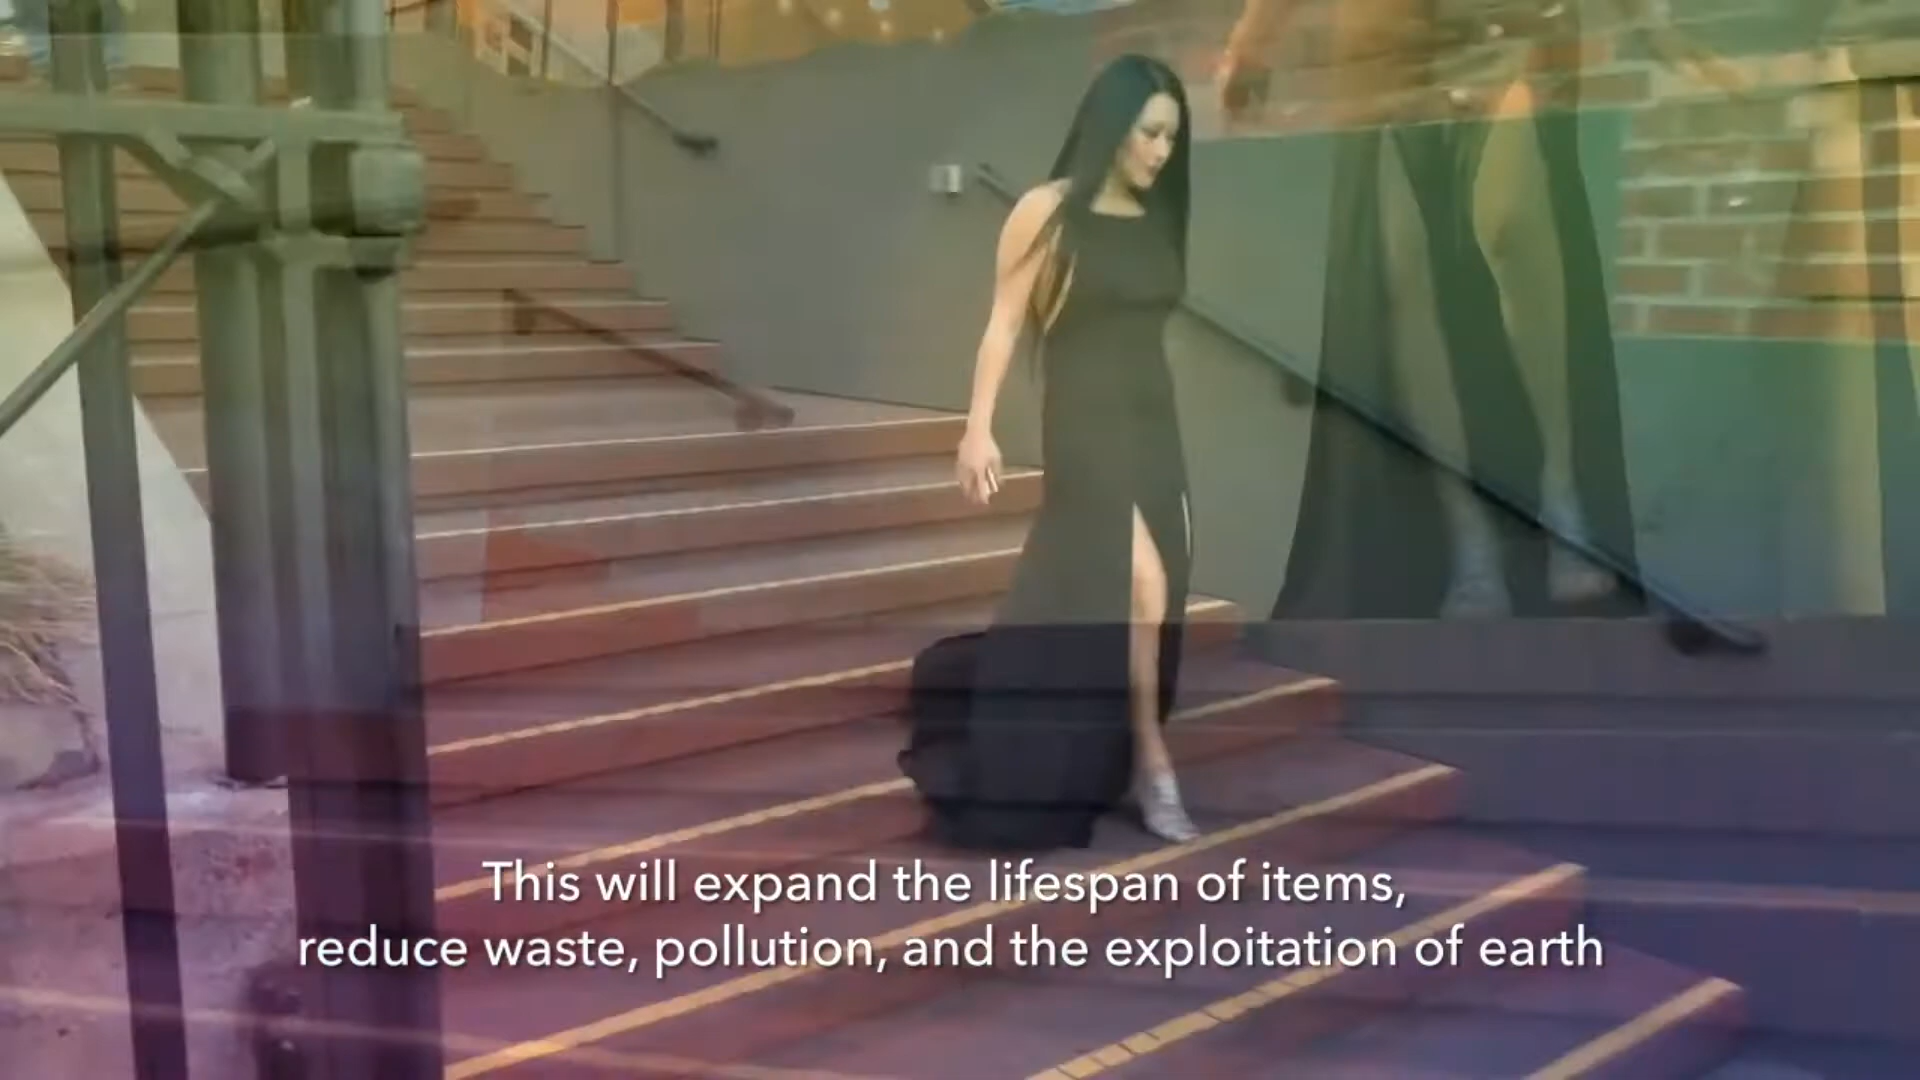 This will expand the lifespan of items,
reduce waste, pollution, and the exploitation of earth